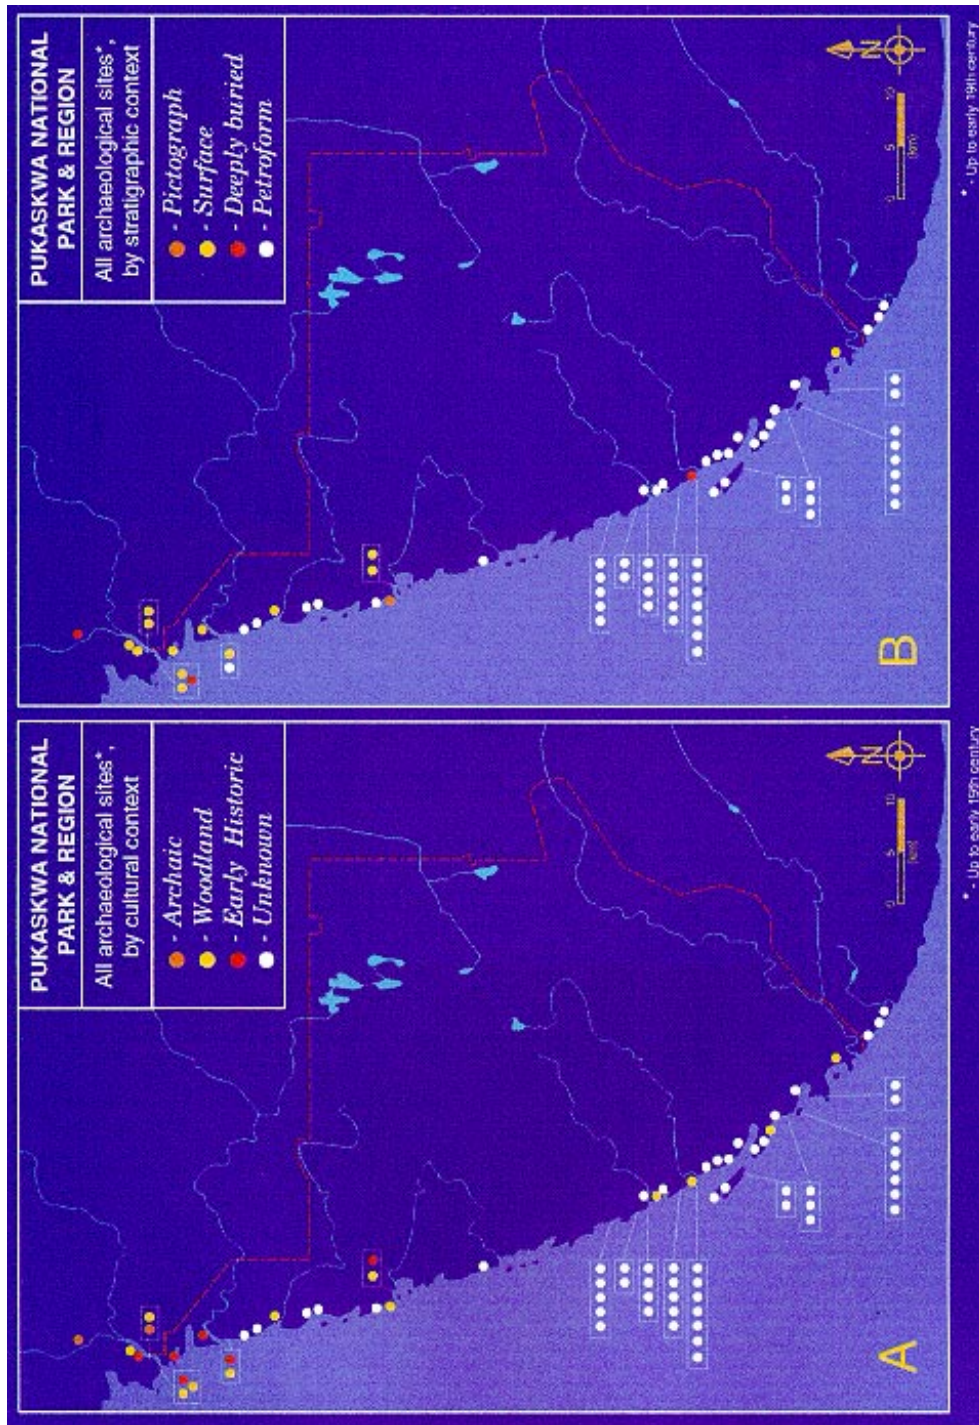 PUKASKWA NATIONAL
PARK & REGION
All archaeological sites*,
by cultural context
- Archaic
- Woodland
- Early Historic
- Unknown
N
0 5 10
(km)
A
* - Up to early 19th century
PUKASKWA NATIONAL
PARK & REGION
All archaeological sites*,
by stratigraphic context
- Pictograph
- Surface
- Deeply buried
- Petroform
N
0 5 10
(km)
B
* - Up to early 19th century